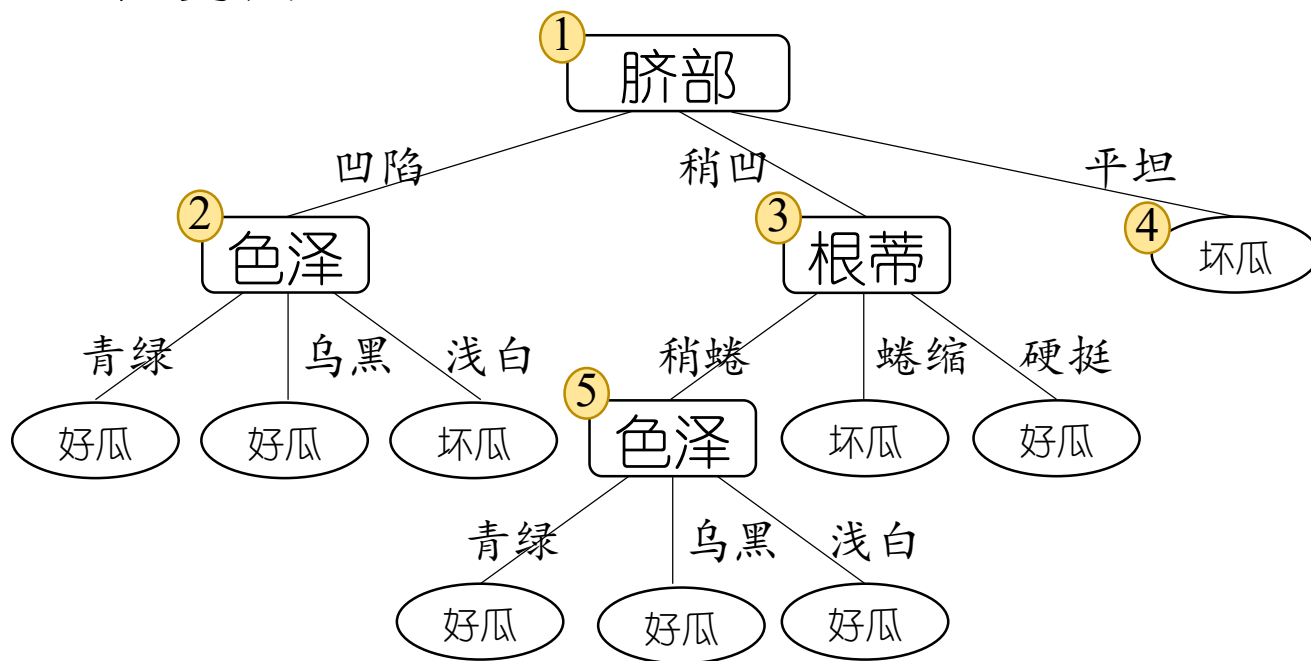 1
脐部
凹陷 稍凹 平坦
2 3 4
色泽 根蒂 坏瓜
青绿 乌黑 浅白 稍蜷 蜷缩 硬挺
5
好瓜 好瓜 坏瓜 色泽 坏瓜 好瓜
青绿 乌黑 浅白
好瓜 好瓜 好瓜